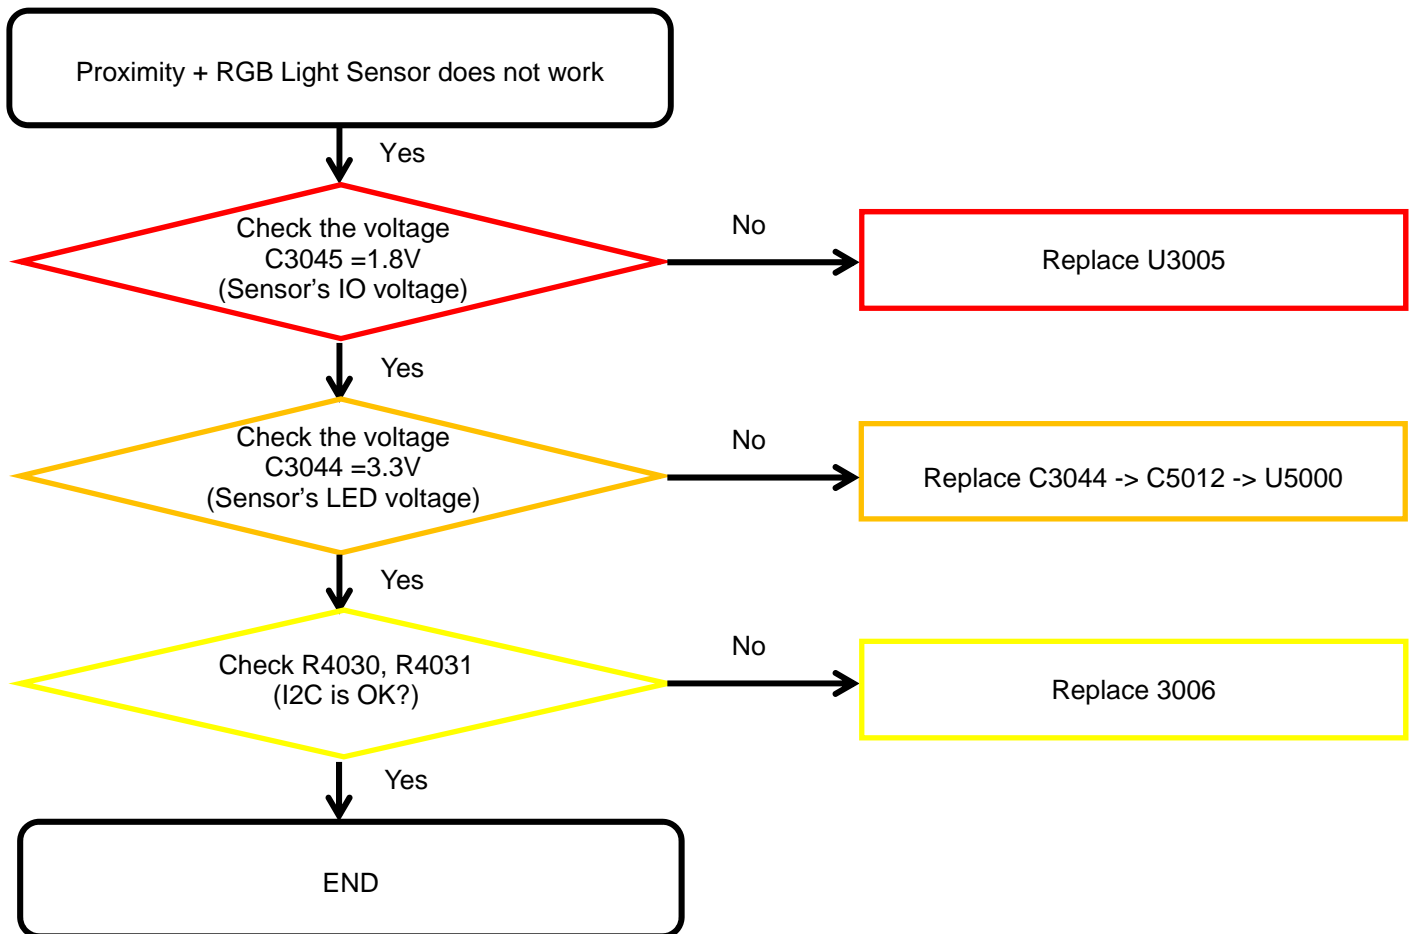 Proximity + RGB Light Sensor does not work
Yes
Check the voltage
C3045 =1.8V
(Sensor's IO voltage)
No
Replace U3005
Yes
Check the voltage
C3044 =3.3V
(Sensor's LED voltage)
No
Replace C3044 -> C5012 -> U5000
Yes
Check R4030, R4031
(I2C is OK?)
No
Replace 3006
Yes
END